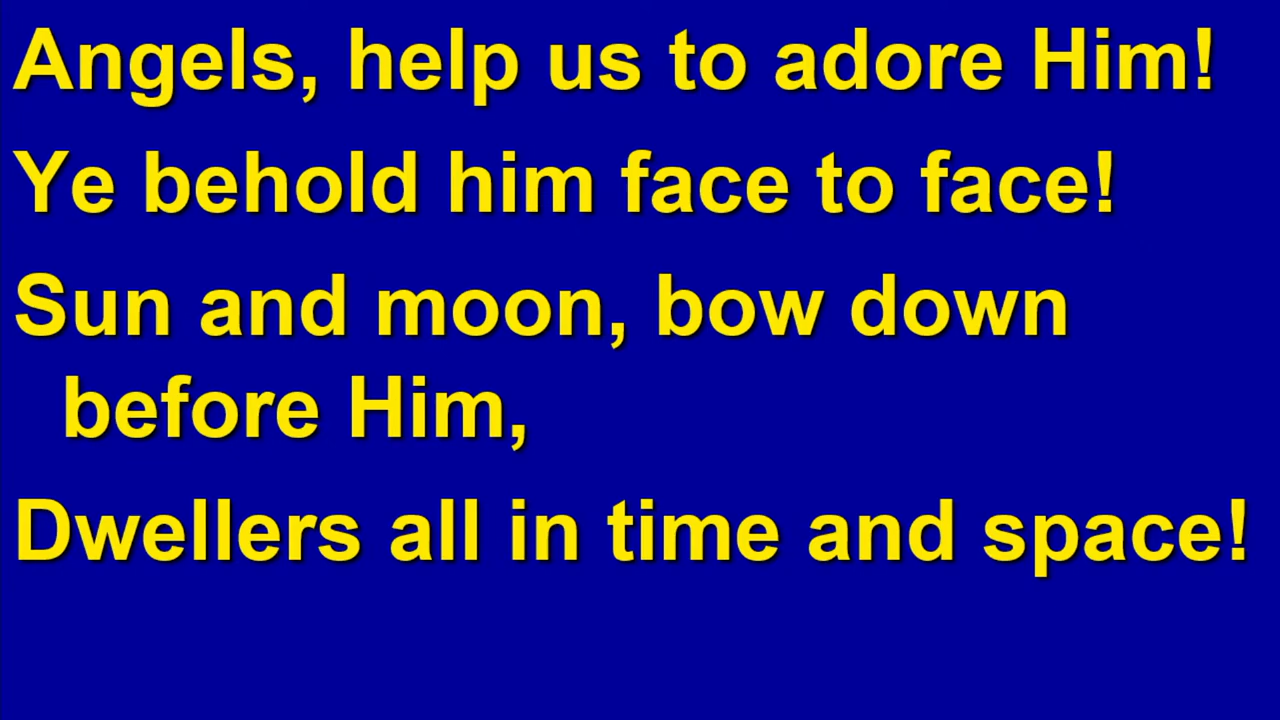 Angels, help us to adore Him!
Ye behold him face to face!
Sun and moon, bow down
before Him,
Dwellers all in time and space!